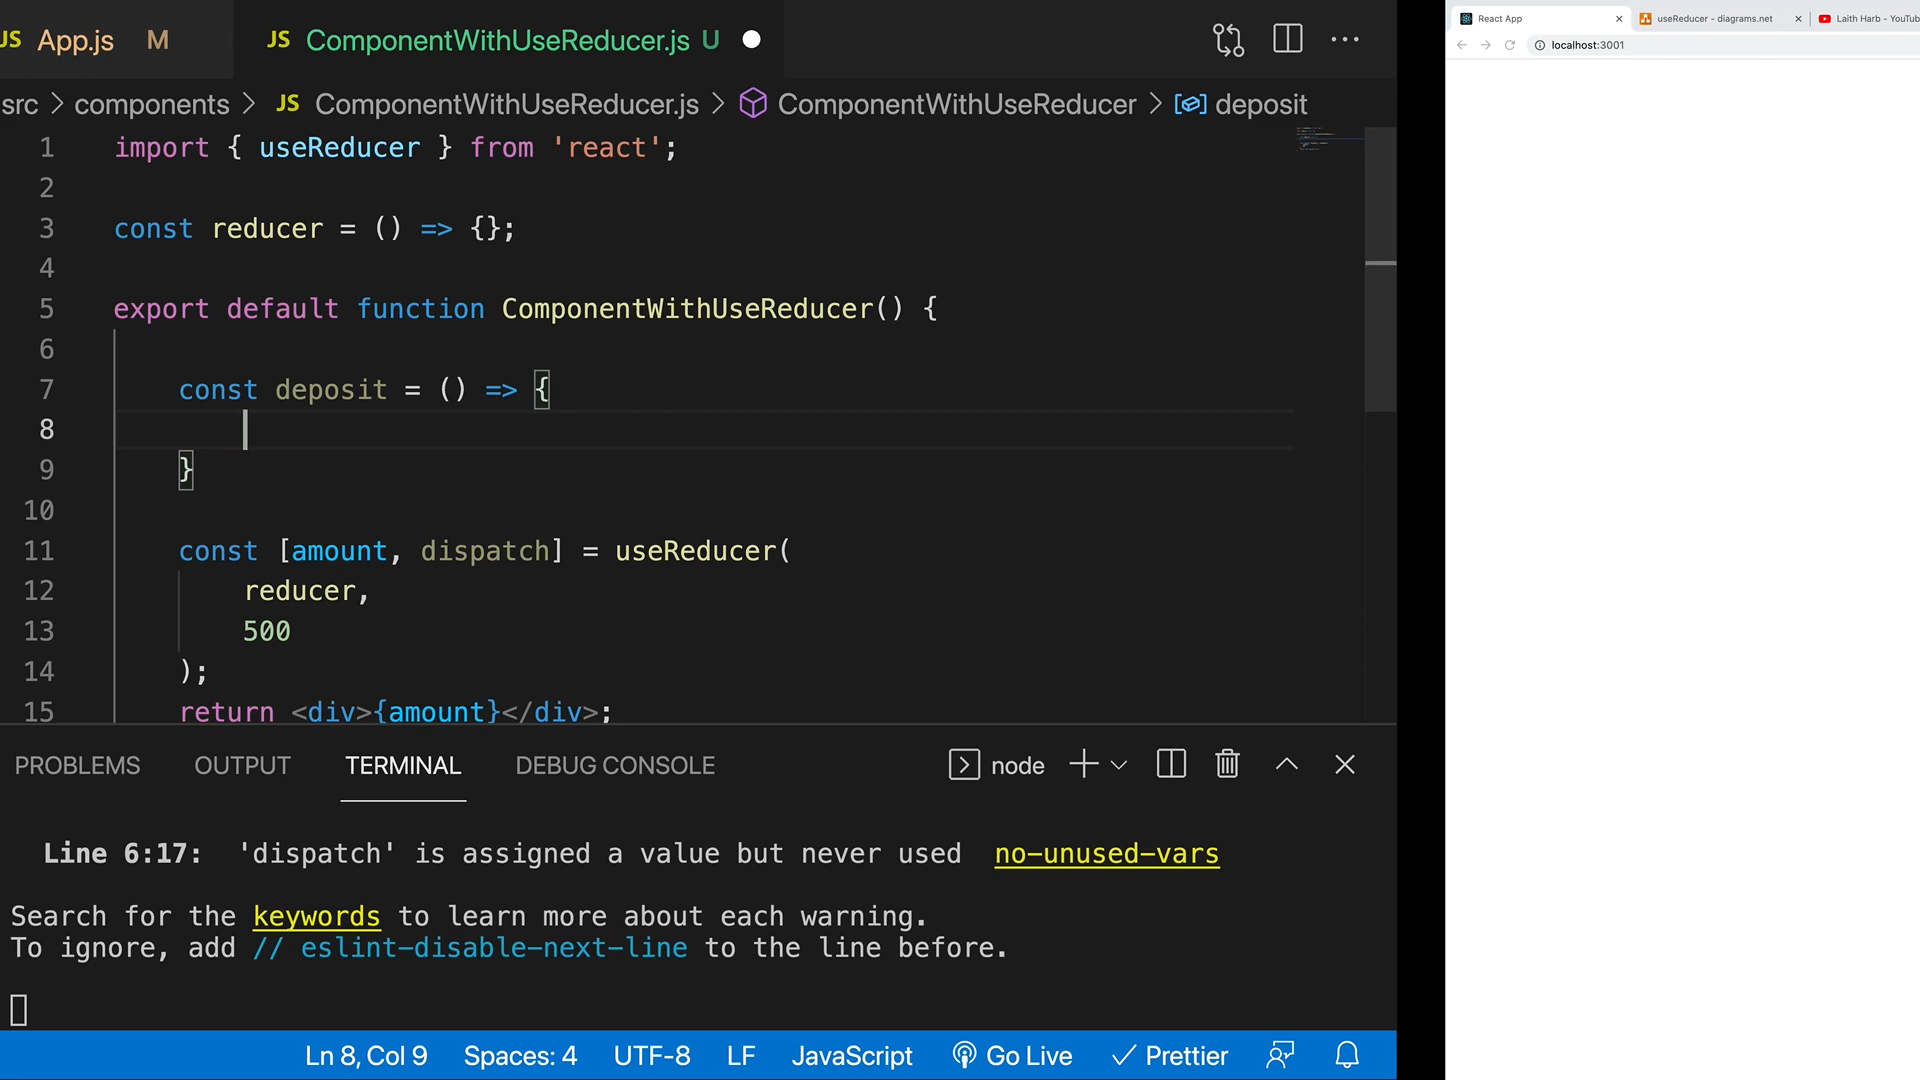 JS App.js M JS ComponentWithUseReducer.js U
src > components > JS ComponentWithUseReducer.js > ComponentWithUseReducer > deposit
1 import { useReducer } from 'react';
2
3 const reducer = () => {};
4
5 export default function ComponentWithUseReducer() {
6
7 const deposit = () => {
8
9 }
10
11 const [amount, dispatch] = useReducer(
12 reducer,
13 500
14 );
15 return <div>{amount}</div>;
PROBLEMS OUTPUT TERMINAL DEBUG CONSOLE node
Line 6:17: 'dispatch' is assigned a value but never used no-unused-vars
Search for the keywords to learn more about each warning.
To ignore, add // eslint-disable-next-line to the line before.
Ln 8, Col 9 Spaces: 4 UTF-8 LF JavaScript Go Live Prettier
React App useReducer - diagrams.net Laith Harb - YouTub
localhost:3001